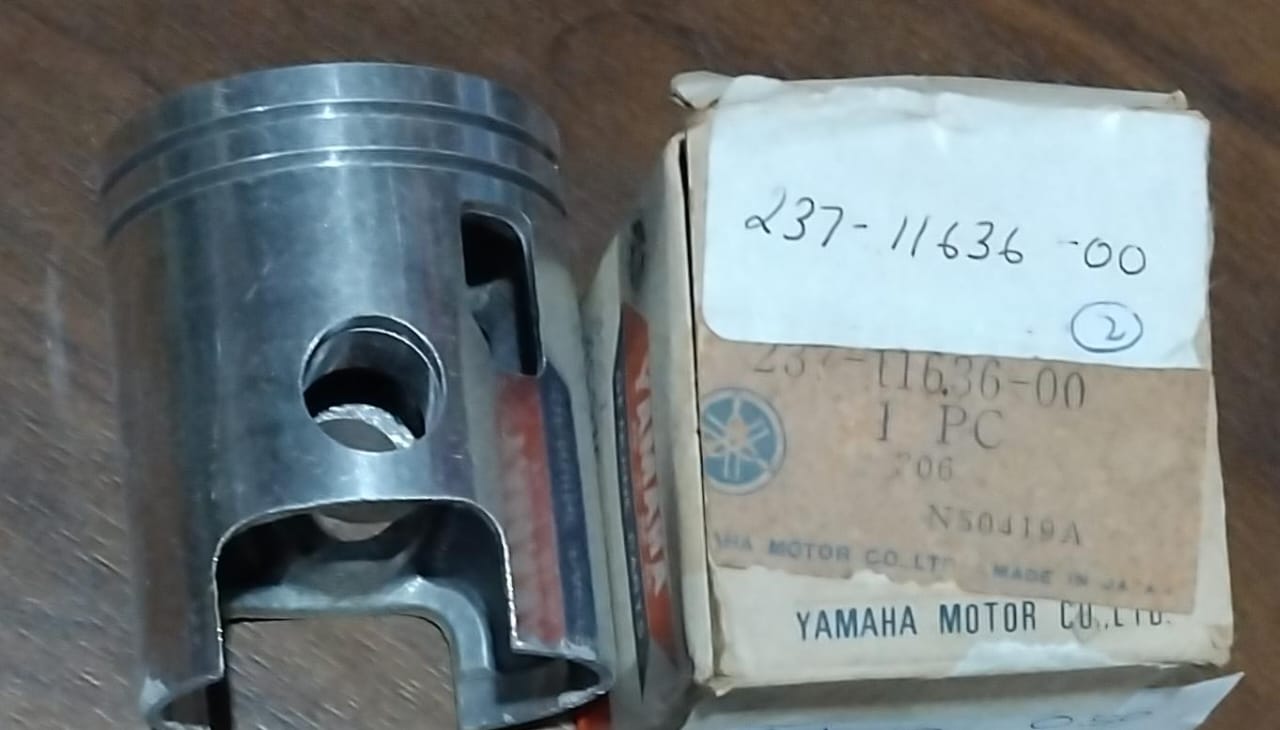 237-11636-00
2
237-11636-00
1 PC
706
N50419A
MOTOR CO.,LTD. MADE IN JAPAN
YAMAHA MOTOR CO.,LTD.
YAMAHA